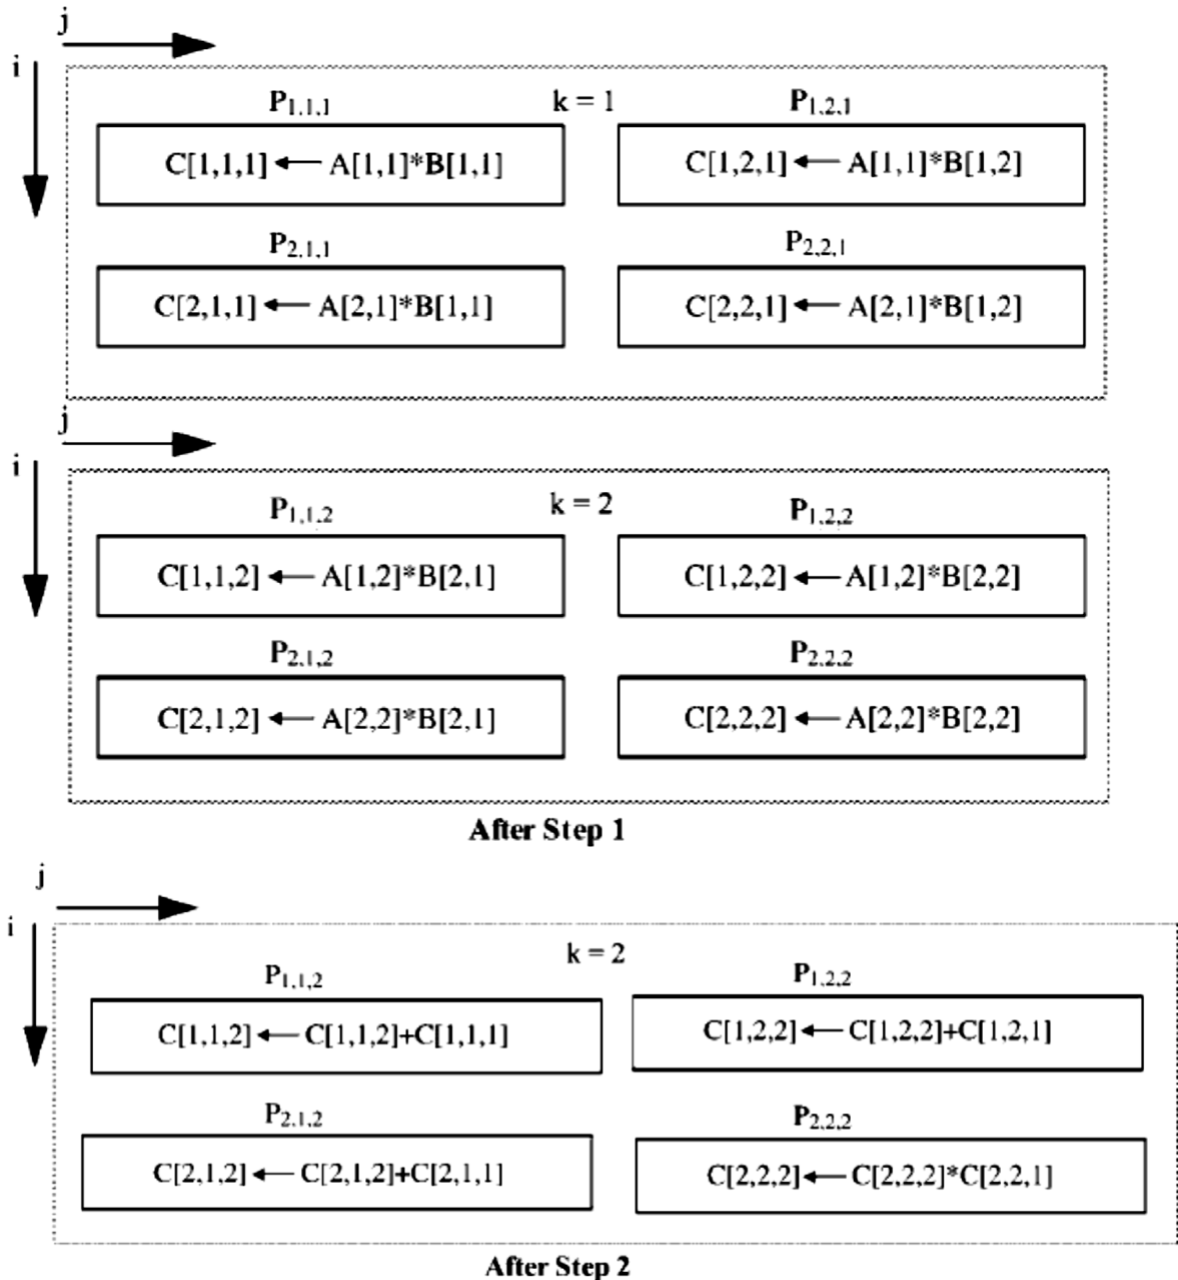 j
i
P1,1,1 k = 1 P1,2,1
C[1,1,1] ← A[1,1]*B[1,1] C[1,2,1] ← A[1,1]*B[1,2]
P2,1,1 P2,2,1
C[2,1,1] ← A[2,1]*B[1,1] C[2,2,1] ← A[2,1]*B[1,2]
j
i
P1,1,2 k = 2 P1,2,2
C[1,1,2] ← A[1,2]*B[2,1] C[1,2,2] ← A[1,2]*B[2,2]
P2,1,2 P2,2,2
C[2,1,2] ← A[2,2]*B[2,1] C[2,2,2] ← A[2,2]*B[2,2]
After Step 1
j
i
k = 2
P1,1,2 P1,2,2
C[1,1,2] ← C[1,1,2]+C[1,1,1] C[1,2,2] ← C[1,2,2]+C[1,2,1]
P2,1,2 P2,2,2
C[2,1,2] ← C[2,1,2]+C[2,1,1] C[2,2,2] ← C[2,2,2]*C[2,2,1]
After Step 2